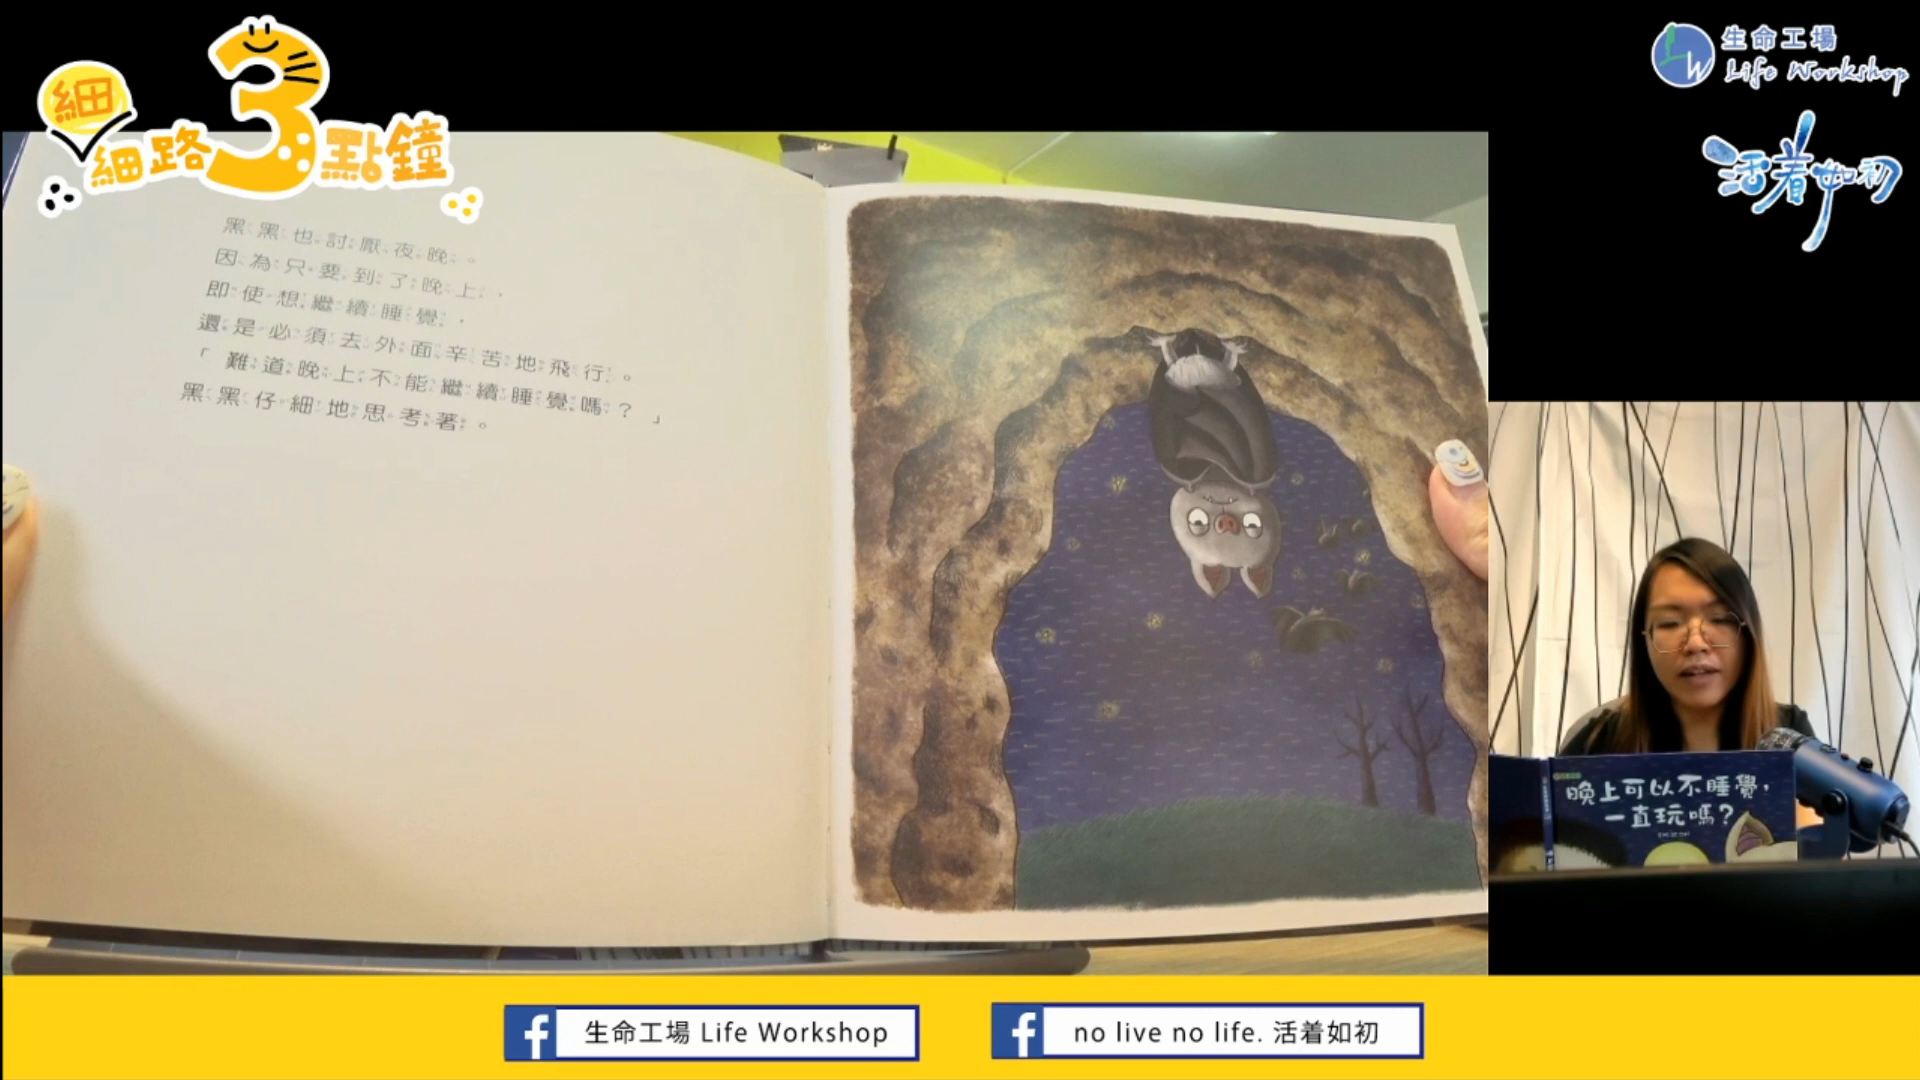 細
細路3點鐘
生命工場
Life Workshop
活着如初
黑黑也討厭夜晚。
因為只要到了晚上，
即使想繼續睡覺，
還是必須去外面辛苦地飛行。
「難道晚上不能繼續睡覺嗎？」
黑黑仔細地思考著。
晚上可以不睡覺，
一直玩嗎？
生命工場 Life Workshop
no live no life. 活着如初